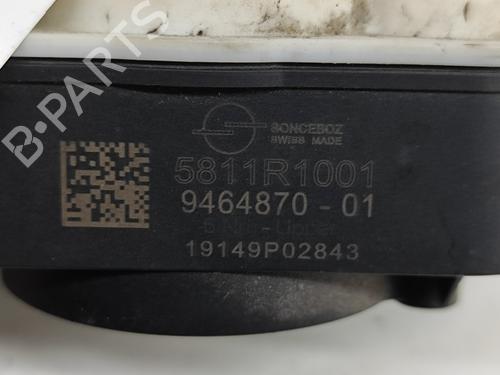 B-PARTS
SONCEBOZ
SWISS MADE
5811R1001
9464870 - 01
19149P02843